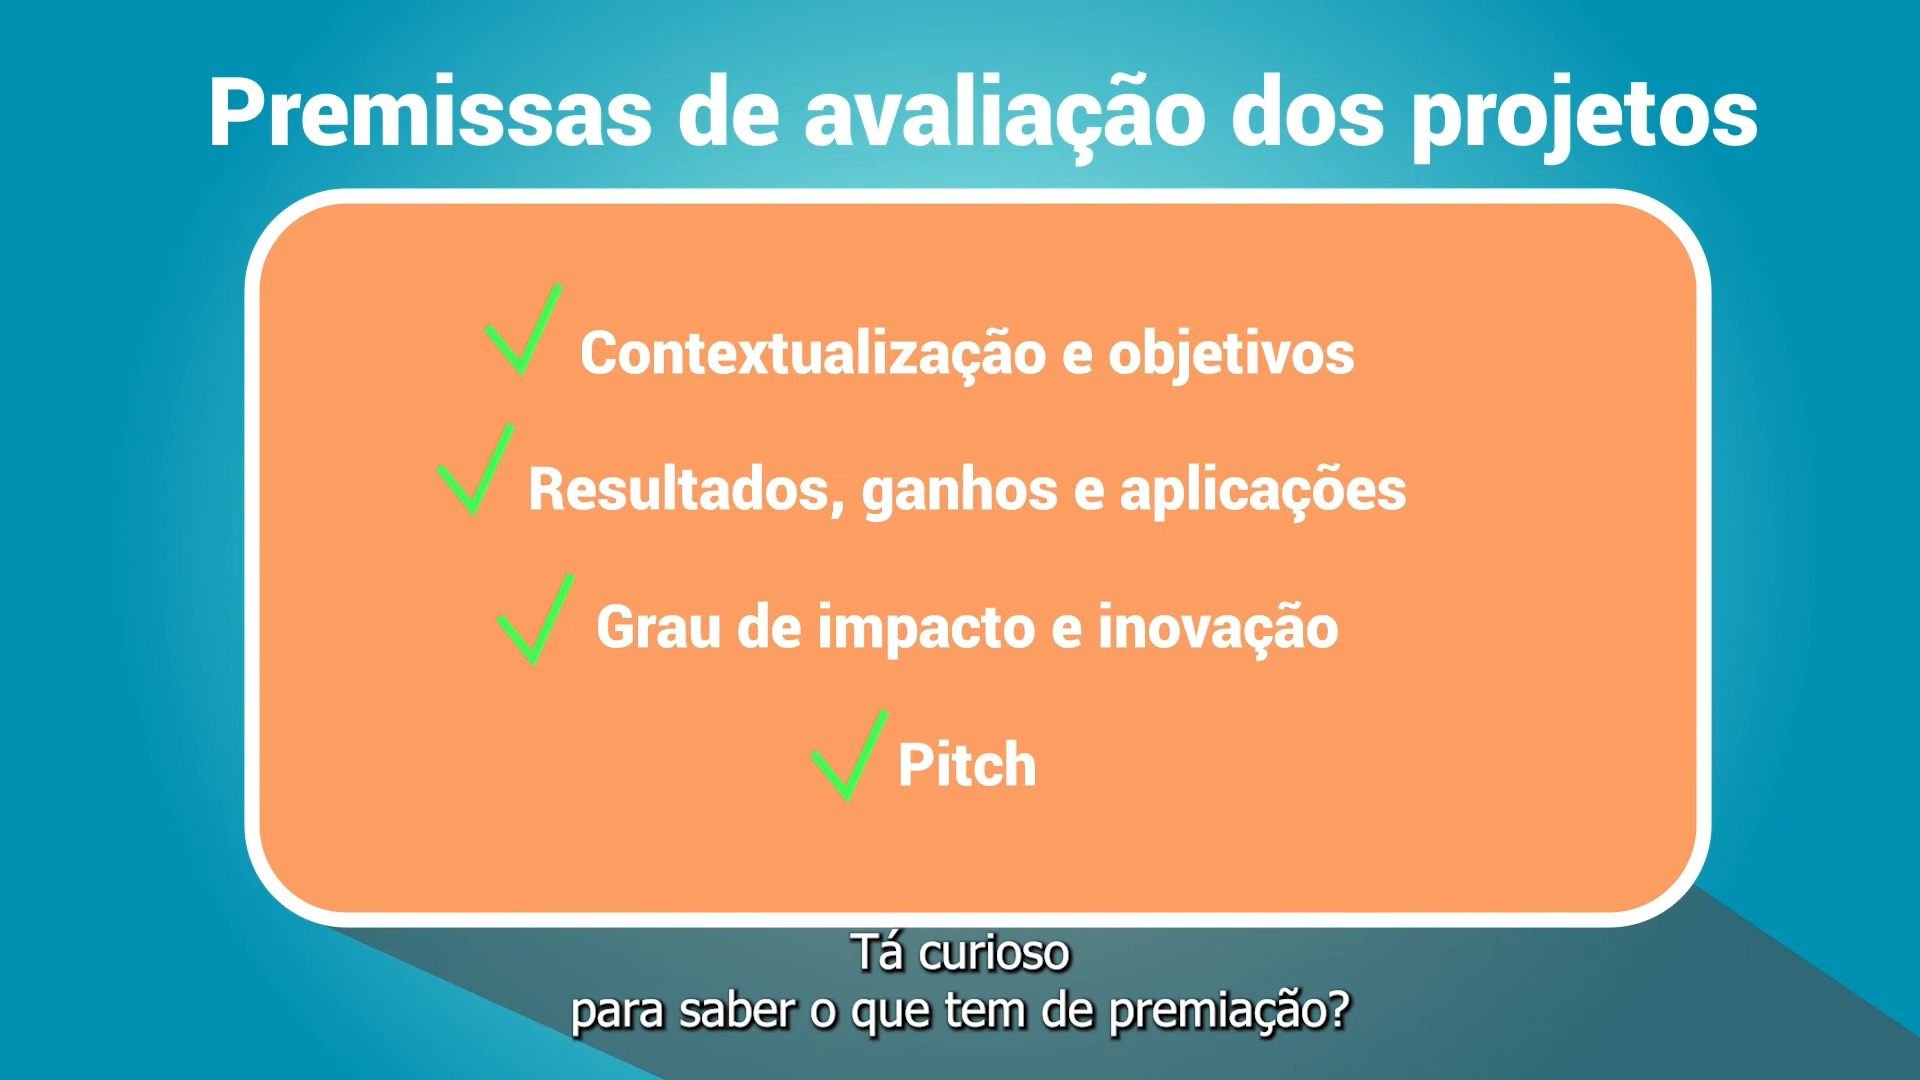 Premissas de avaliação dos projetos
Contextualização e objetivos
Resultados, ganhos e aplicações
Grau de impacto e inovação
Pitch
Tá curioso
para saber o que tem de premiação?